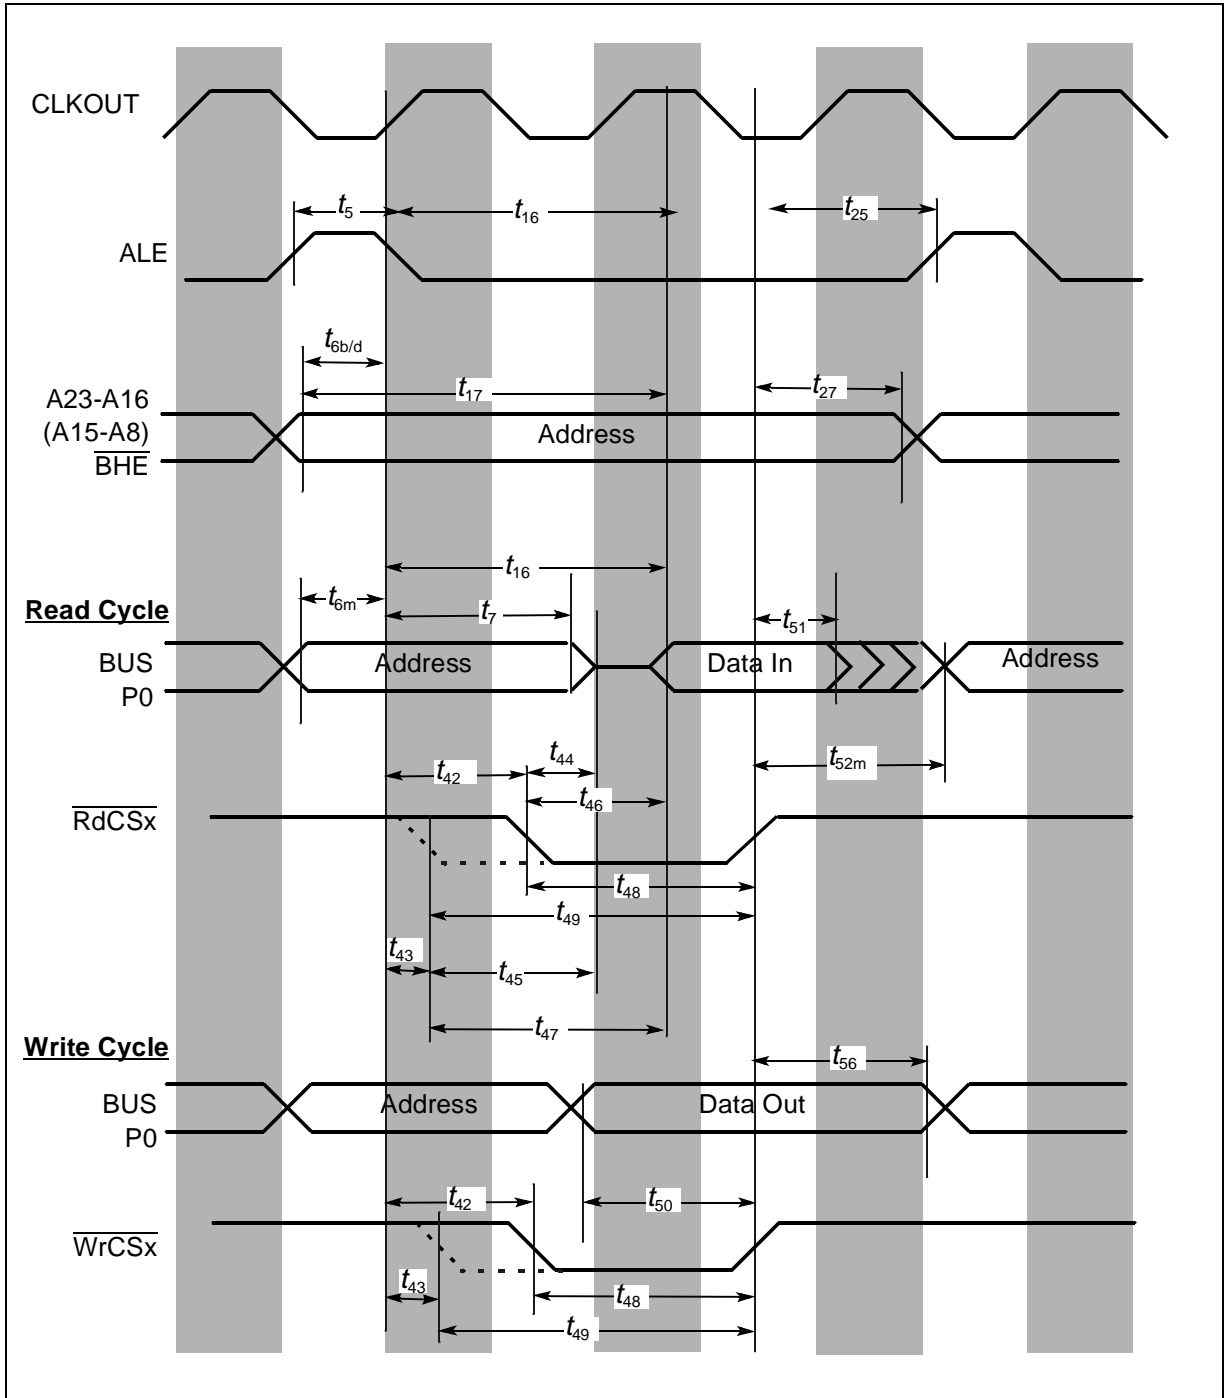 CLKOUT
t5
t16
t25
ALE
t6b/d
t17
t27
A23-A16
(A15-A8)
BHE
Address
t16
t6m
t7
t51
Read Cycle
BUS
P0
Address
Data In
Address
t42
t44
t52m
t46
RdCSx
t48
t49
t43
t45
t47
Write Cycle
t56
BUS
P0
Address
Data Out
t42
t50
WrCSx
t43
t48
t49